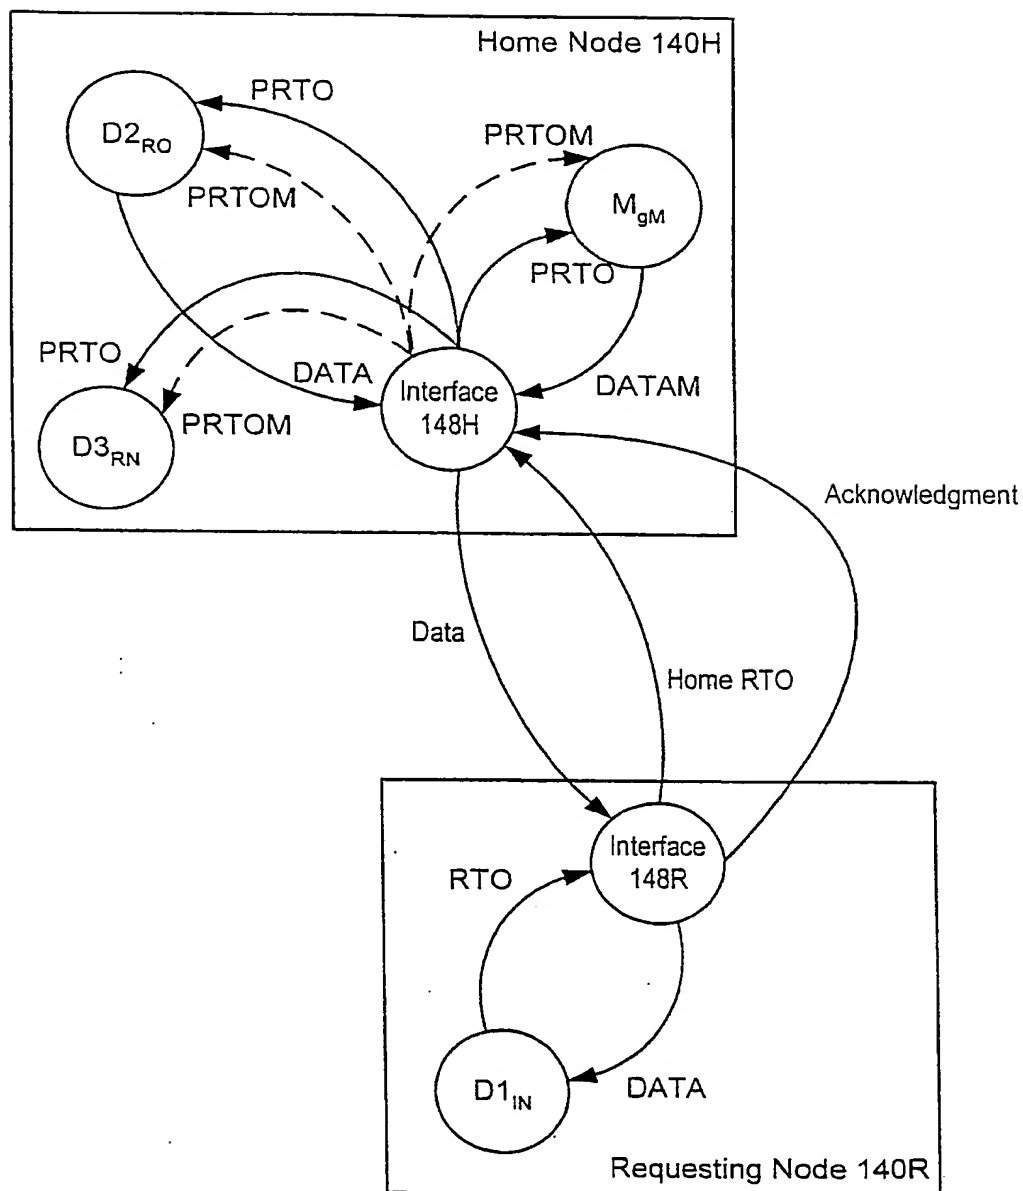 Home Node 140H
PRTO
D2RO
PRTOM
PRTOM
MgM
PRTO
PRTO
DATA
Interface
148H
DATAM
PRTOM
D3RN
Acknowledgment
Data
Home RTO
Interface
148R
RTO
D1IN
DATA
Requesting Node 140R